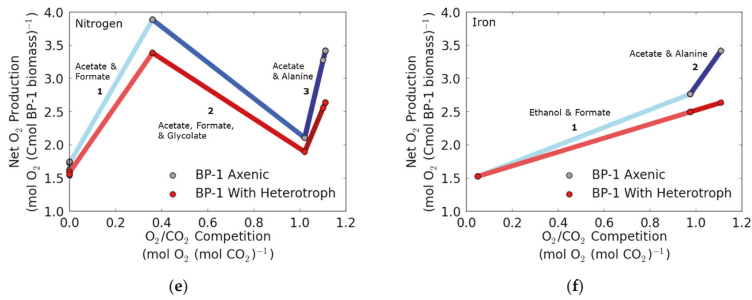 Nitrogen
Net O₂ Production
(mol O₂ (Cmol BP-1 biomass)⁻¹)
4.0
3.5
3.0
2.5
2.0
1.5
1.0
Acetate &
Formate
1
2
Acetate, Formate,
& Glycolate
Acetate
& Alanine
3
BP-1 Axenic
BP-1 With Heterotroph
0.0 0.2 0.4 0.6 0.8 1.0 1.2
O₂/CO₂ Competition
(mol O₂ (mol CO₂)⁻¹)
(e)
Iron
Net O₂ Production
(mol O₂ (Cmol BP-1 biomass)⁻¹)
4.0
3.5
3.0
2.5
2.0
1.5
1.0
Acetate & Alanine
2
Ethanol & Formate
1
BP-1 Axenic
BP-1 With Heterotroph
0.0 0.2 0.4 0.6 0.8 1.0 1.2
O₂/CO₂ Competition
(mol O₂ (mol CO₂)⁻¹)
(f)